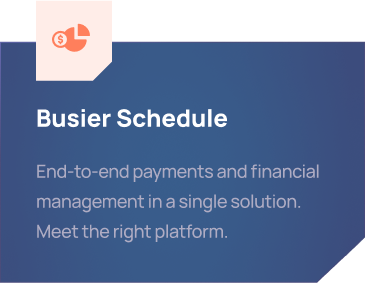 $
Busier Schedule
End-to-end payments and financial
management in a single solution.
Meet the right platform.